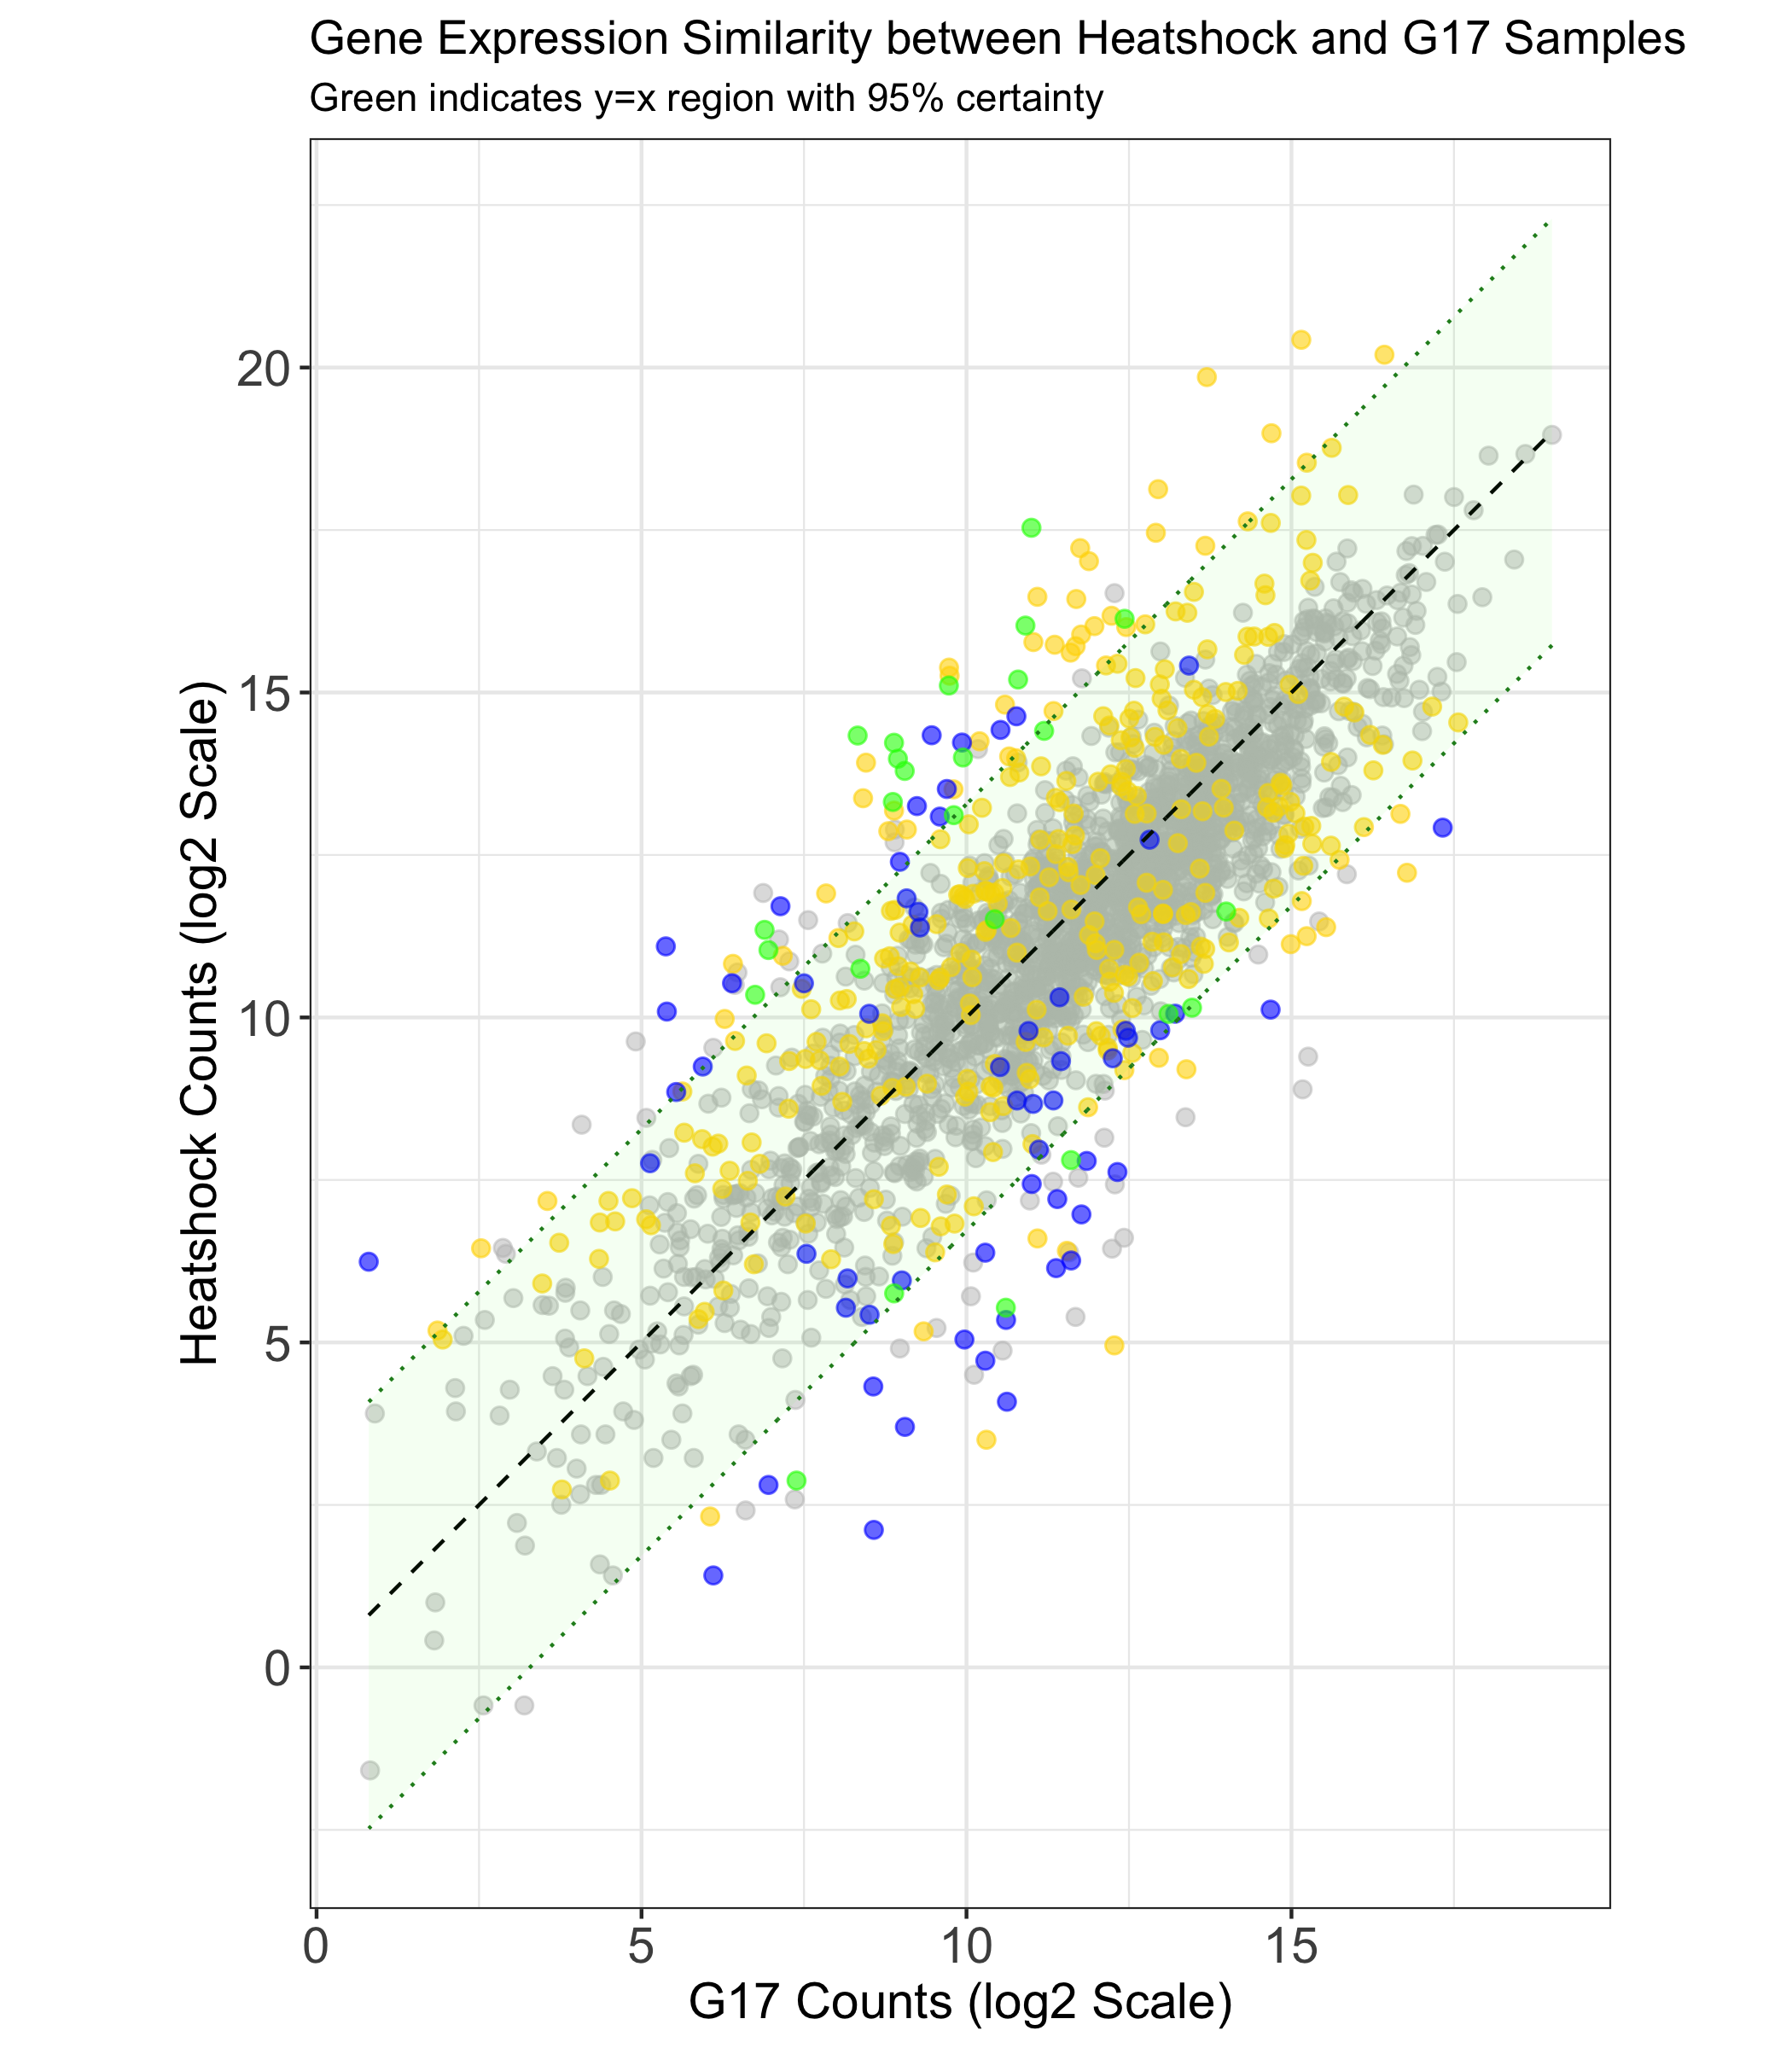 Gene Expression Similarity between Heatshock and G17 Samples
Green indicates y=x region with 95% certainty
Heatshock Counts (log2 Scale)
20
15
10
5
0
0 5 10 15
G17 Counts (log2 Scale)